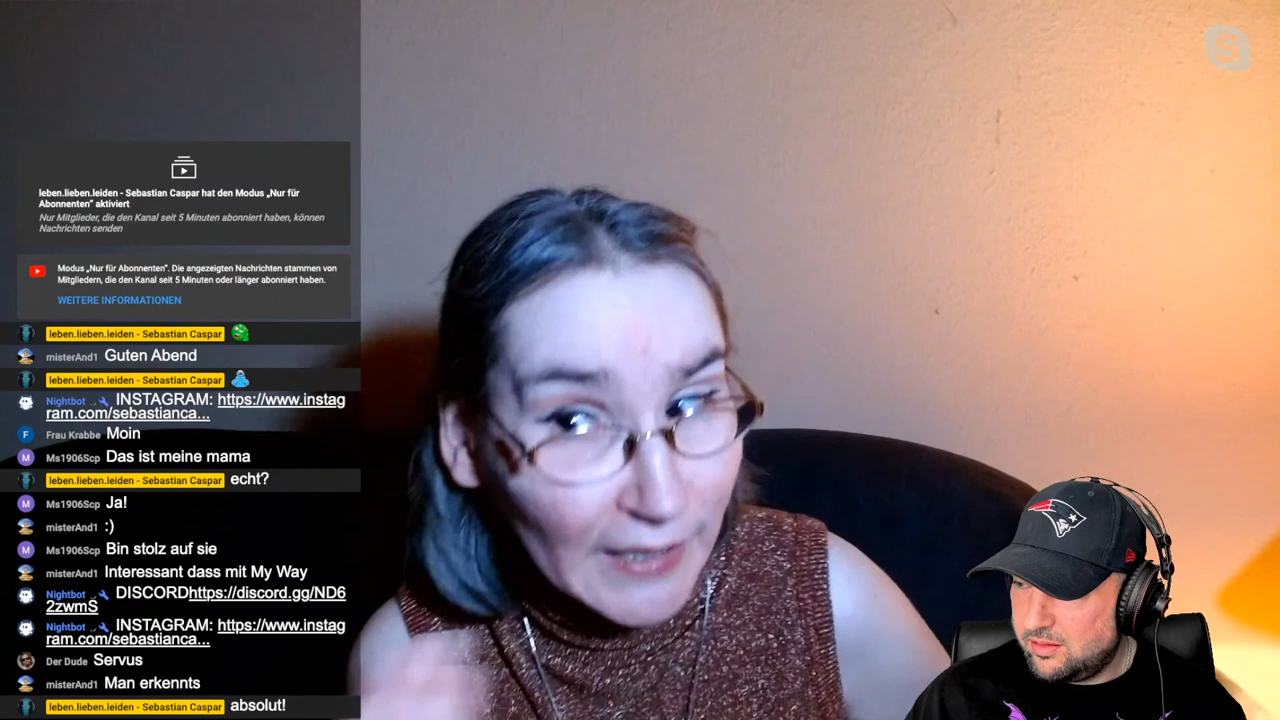 leben.lieben.leiden - Sebastian Caspar hat den Modus „Nur für
Abonnenten“ aktiviert
Nur Mitglieder, die den Kanal seit 5 Minuten abonniert haben, können
Nachrichten senden
Modus „Nur für Abonnenten“. Die angezeigten Nachrichten stammen von
Mitgliedern, die den Kanal seit 5 Minuten oder länger abonniert haben.
WEITERE INFORMATIONEN
leben.lieben.leiden - Sebastian Caspar
misterAnd1 Guten Abend
leben.lieben.leiden - Sebastian Caspar
Nightbot INSTAGRAM: https://www.instag
ram.com/sebastianca...
F Frau Krabbe Moin
M Ms1906Scp Das ist meine mama
leben.lieben.leiden - Sebastian Caspar echt?
M Ms1906Scp Ja!
misterAnd1 :)
M Ms1906Scp Bin stolz auf sie
misterAnd1 Interessant dass mit My Way
Nightbot DISCORDhttps://discord.gg/ND6
2zwmS
Nightbot INSTAGRAM: https://www.instag
ram.com/sebastianca...
Der Dude Servus
misterAnd1 Man erkennts
leben.lieben.leiden - Sebastian Caspar absolut!
S